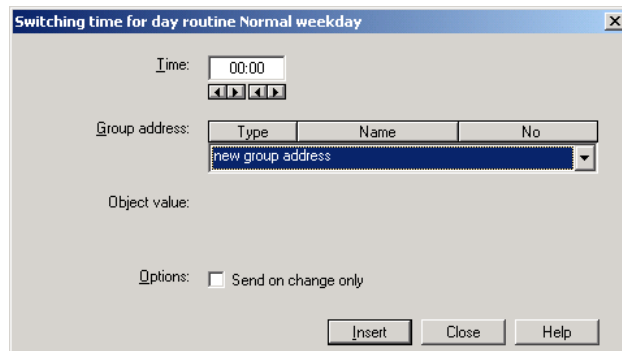 Switching time for day routine Normal weekday
Time: 00:00
Group address: Type Name No
new group address
Object value:
Options: Send on change only
Insert Close Help